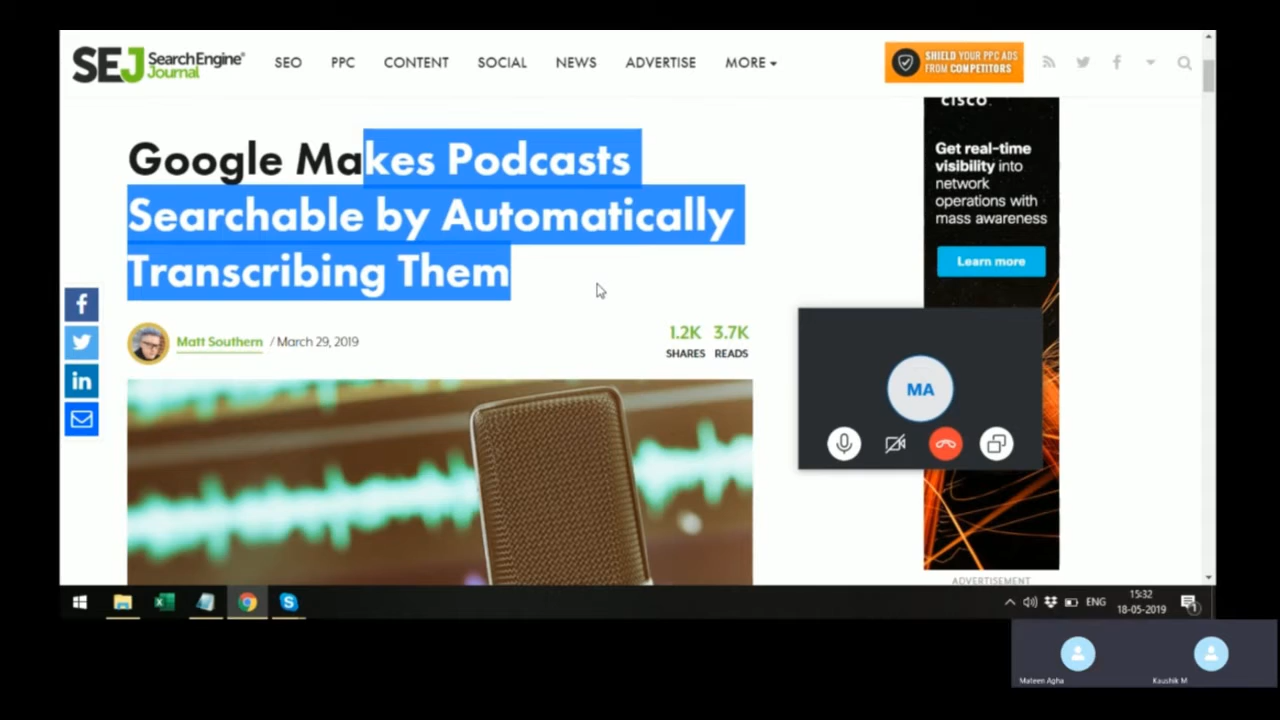 SEJ SearchEngine® Journal
SEO
PPC
CONTENT
SOCIAL
NEWS
ADVERTISE
MORE
SHIELD YOUR PPC ADS
FROM COMPETITORS
Google Makes Podcasts
Searchable by Automatically
Transcribing Them
Matt Southern / March 29, 2019
1.2K 3.7K
SHARES READS
CISCO
Get real-time
visibility into
network
operations with
mass awareness
Learn more
MA
ADVERTISEMENT
ENG
15:32
18-05-2019
1
Mateen Agha
Kaushik M